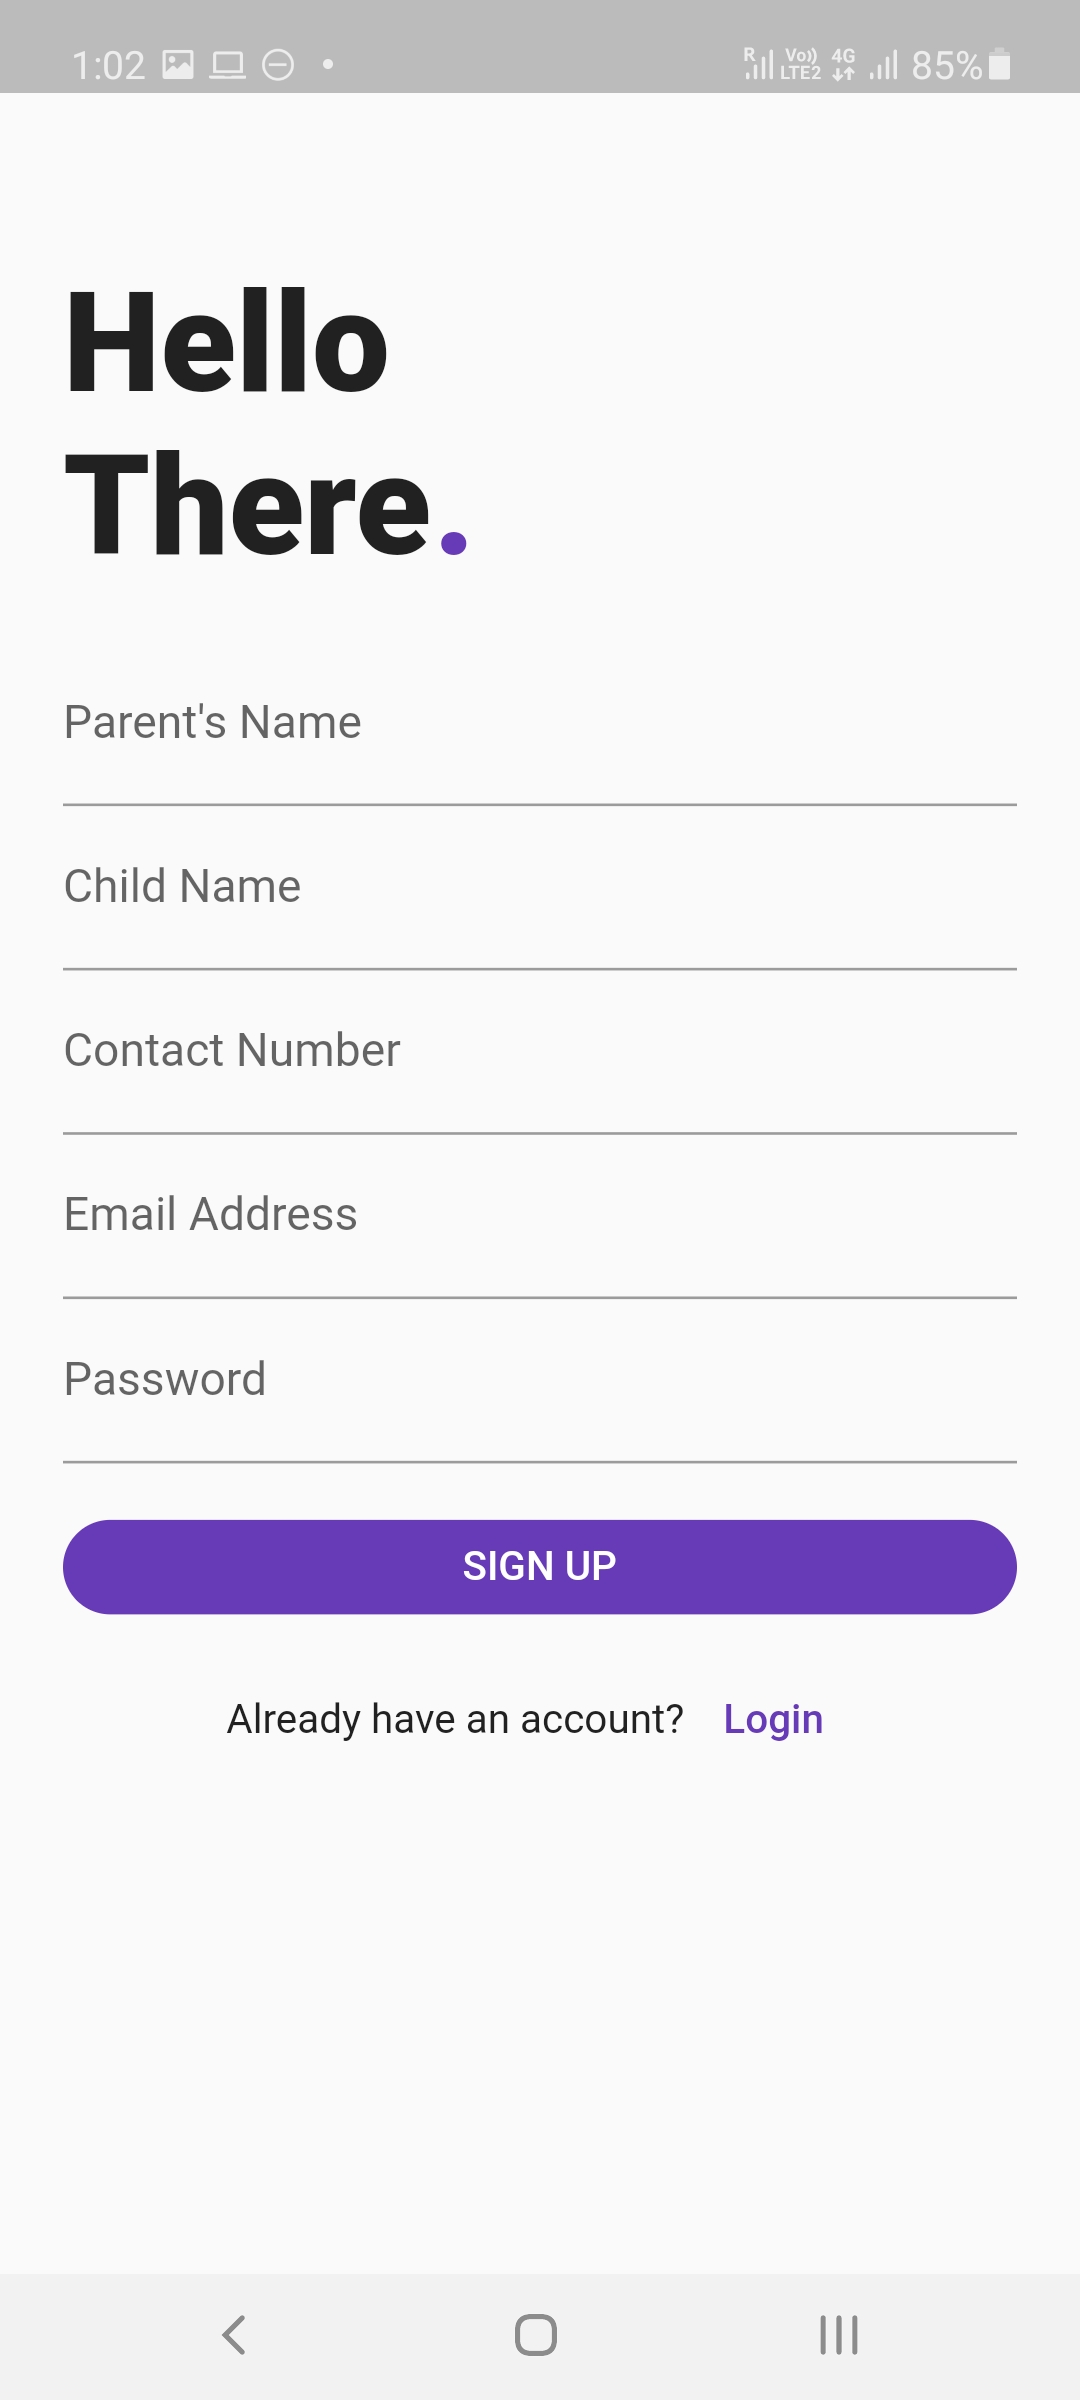 1:02 R Vo)) LTE2 4G 85%
Hello
There.
Parent's Name
Child Name
Contact Number
Email Address
Password
SIGN UP
Already have an account? Login